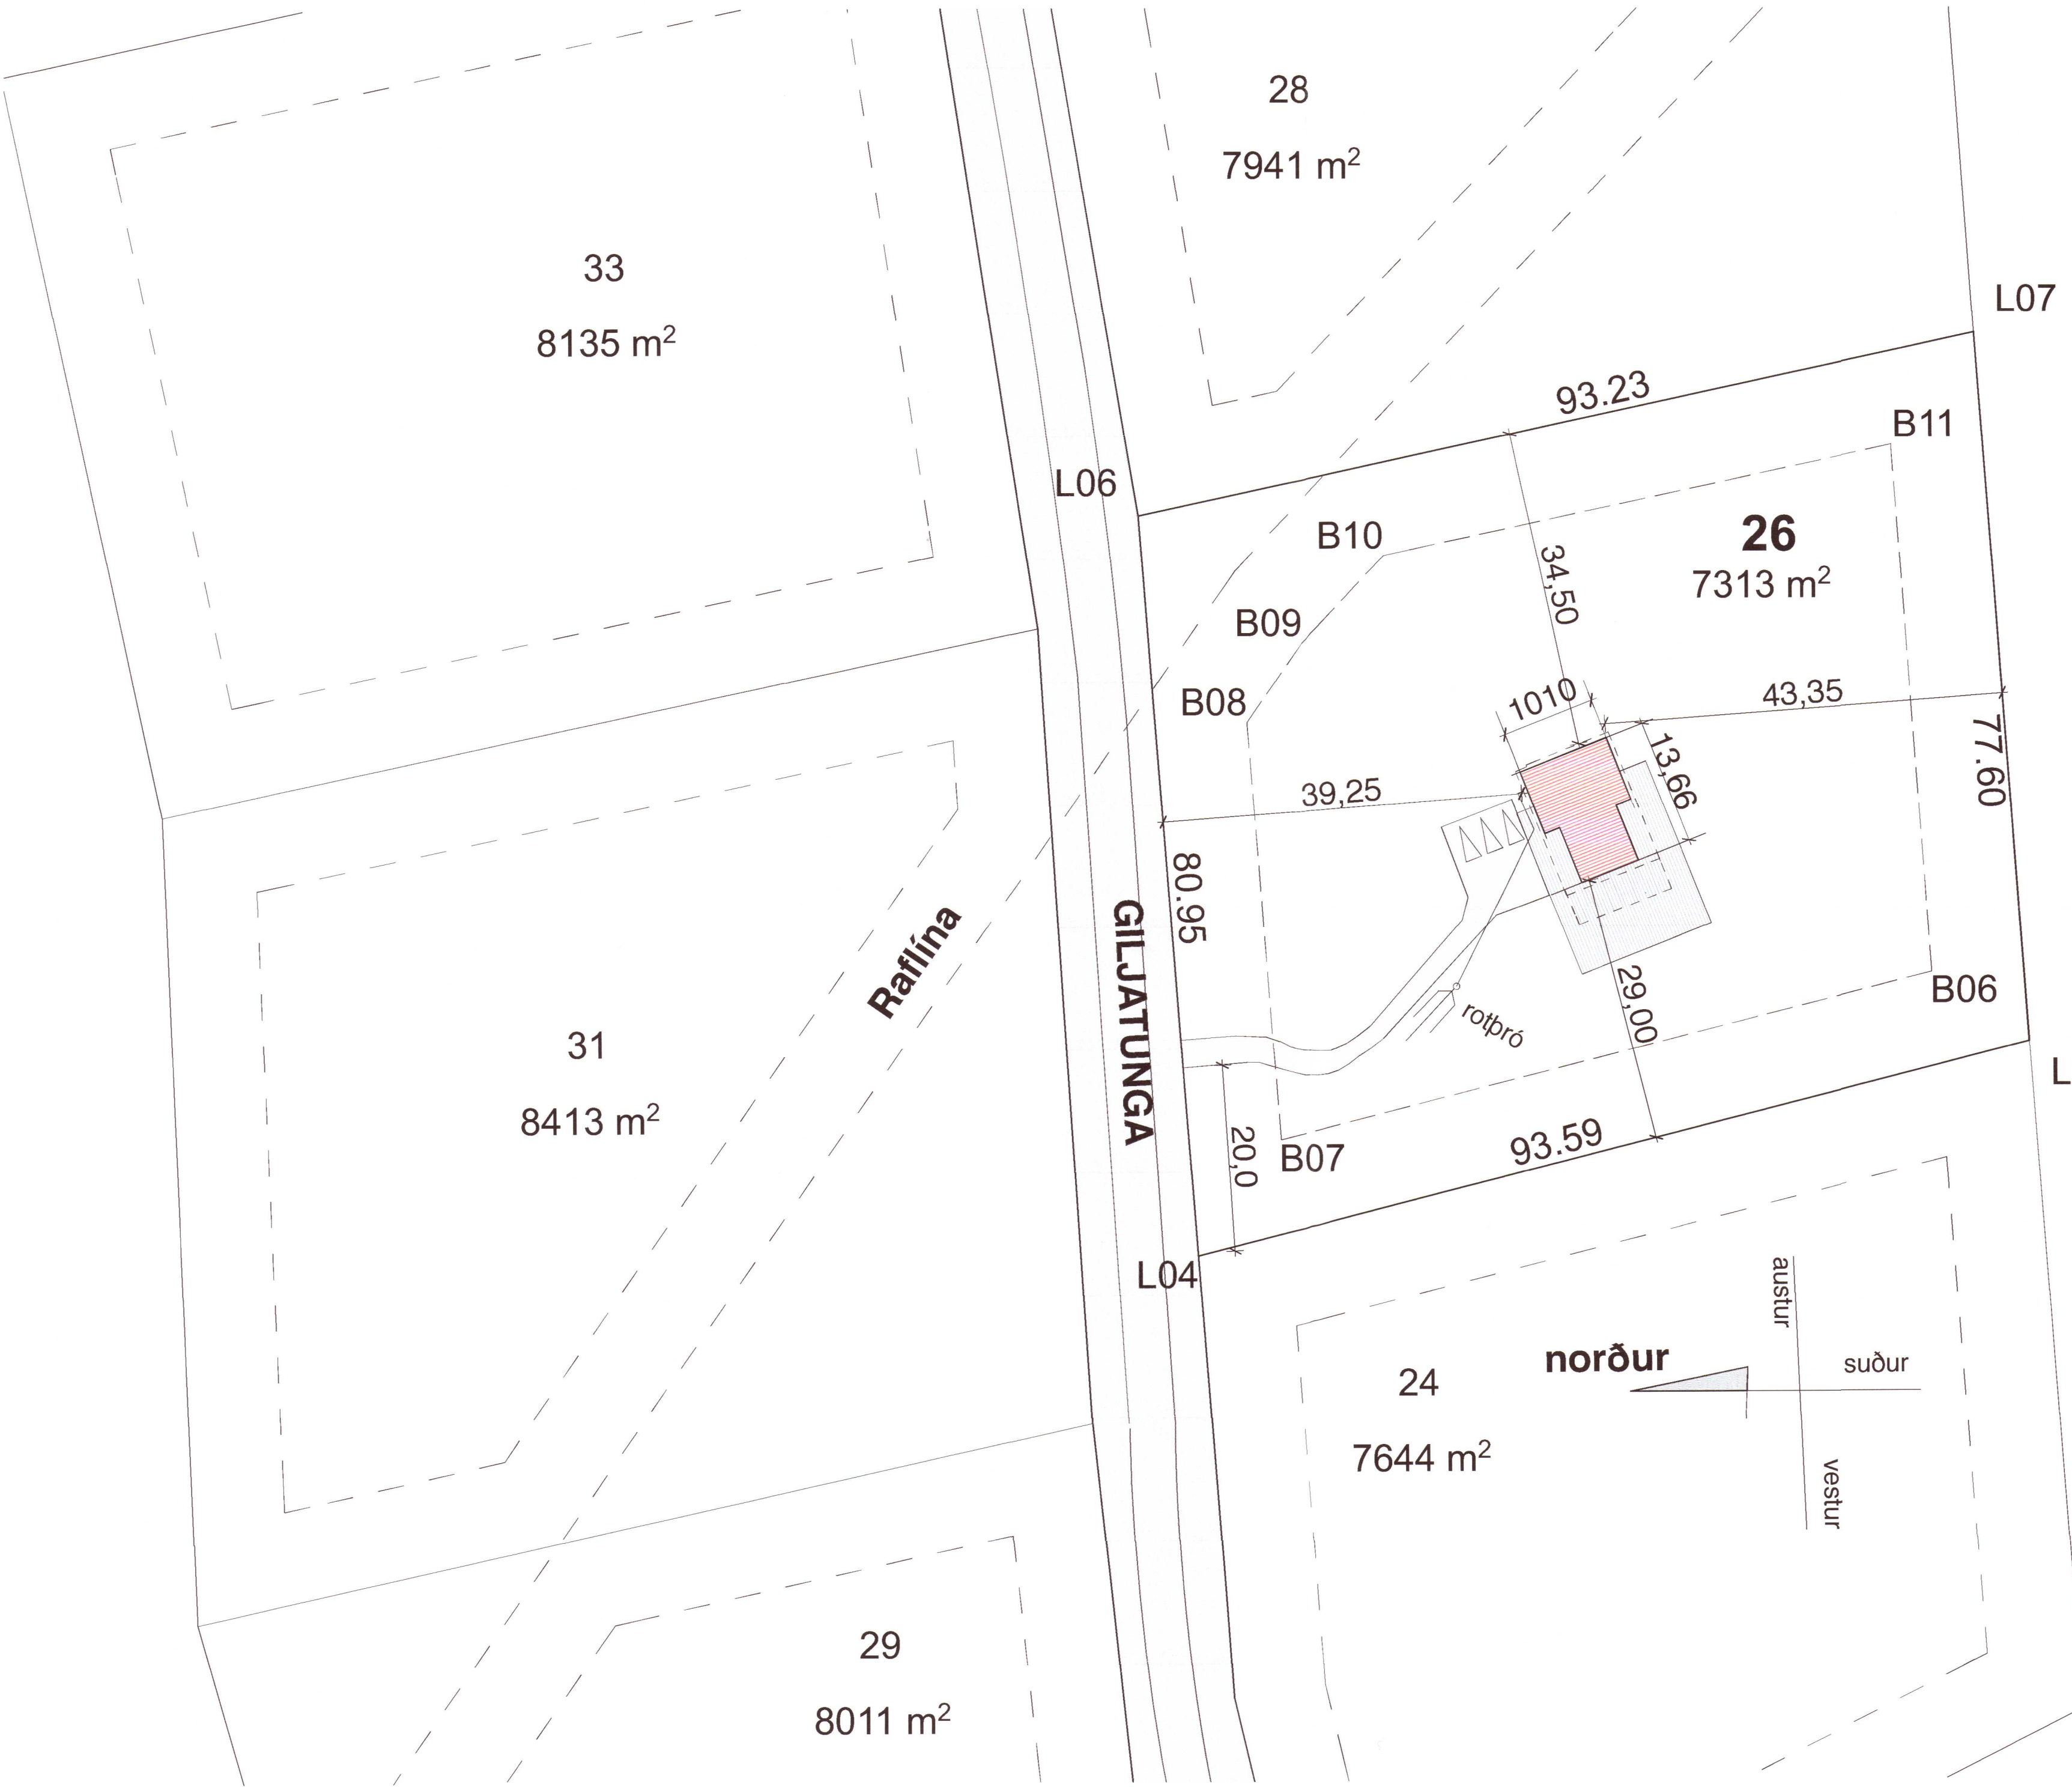 28
7941 m²
33
8135 m²
L07
93.23
B11
L06
B10
26
7313 m²
34,50
B09
B08
1010
43,35
13,66
77.60
39,25
80.95
Raflína
GILJATUNGA
29,00
B06
rotþró
31
8413 m²
L
20,0
B07
93.59
L04
austur
norður
suður
24
7644 m²
vestur
29
8011 m²